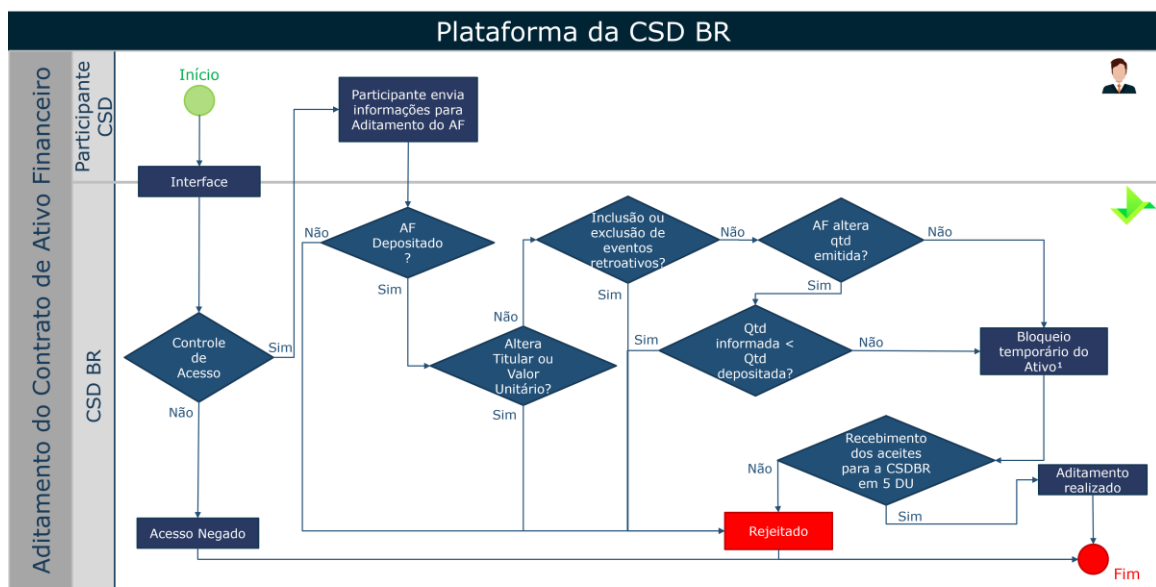 Plataforma da CSD BR
Aditamento do Contrato de Ativo Financeiro
Participante
CSD
CSD BR
Início
Participante envia
informações para
Aditamento do AF
Interface
Não
AF
Depositado
?
Sim
Inclusão ou
exclusão de
eventos
retroativos?
Não
Não
Sim
AF altera
qtd
emitida?
Não
Sim
Controle
de
Acesso
Sim
Não
Altera
Titular ou
Valor
Unitário?
Não
Sim
Qtd
informada <
Qtd
depositada?
Sim
Não
Bloqueio
temporário do
Ativo¹
Recebimento
dos aceites
para a CSDBR
em 5 DU
Não
Sim
Aditamento
realizado
Acesso Negado
Rejeitado
Fim